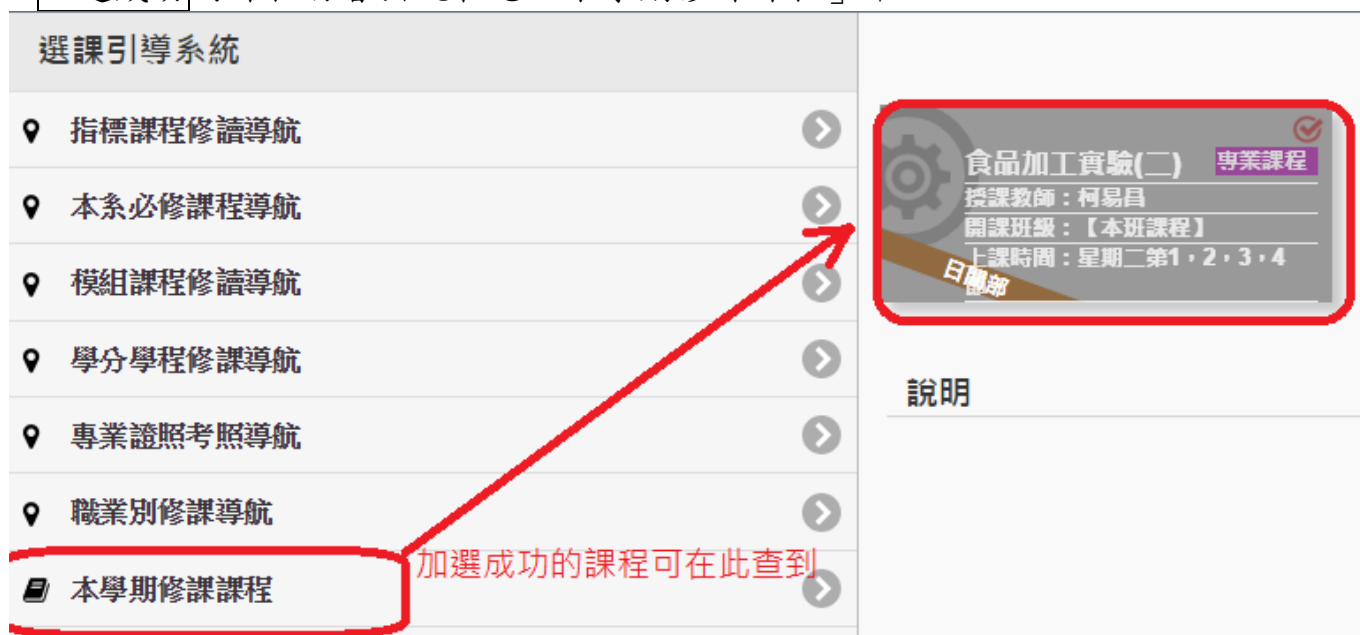 選課引導系統
指標課程修讀導航
本系必修課程導航
模組課程修讀導航
學分學程修課導航
專業證照考照導航
職業別修課導航
加選成功的課程可在此查到
本學期修課課程
食品加工實驗(二) 專業課程
授課教師：柯易昌
開課班級：【本班課程】
上課時間：星期二第1，2，3，4
日間部
說明